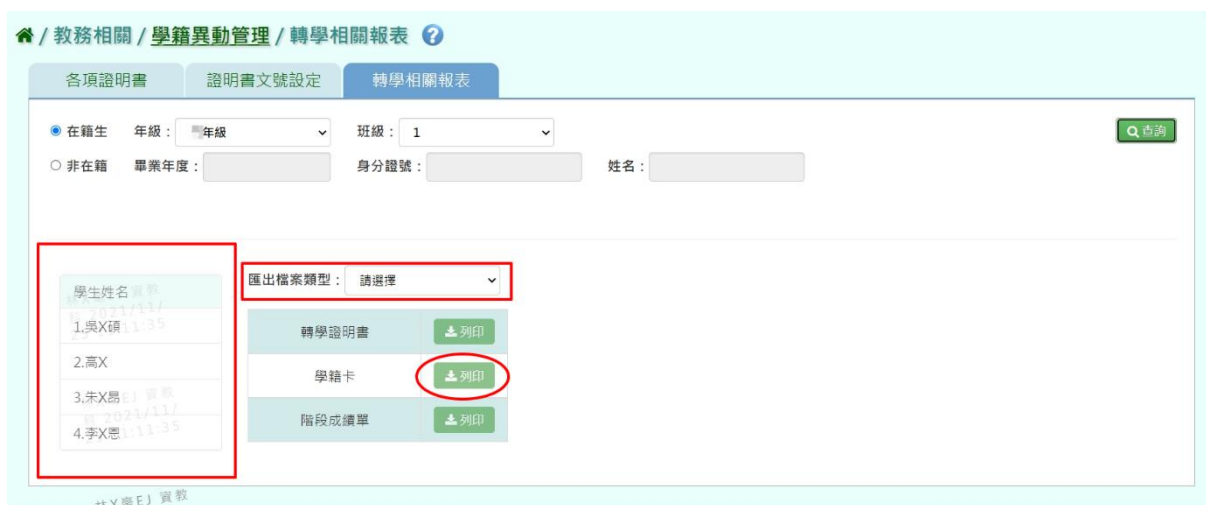 / 教務相關 / 學籍異動管理 / 轉學相關報表 ?
各項證明書 證明書文號設定 轉學相關報表
在籍生 年級： 年級 班級： 1 查詢
非在籍 畢業年度： 身分證號： 姓名：
匯出檔案類型： 請選擇
學生姓名
1.吳X碩
2.高X
3.朱X昂
4.李X恩
轉學證明書 列印
學籍卡 列印
階段成績單 列印